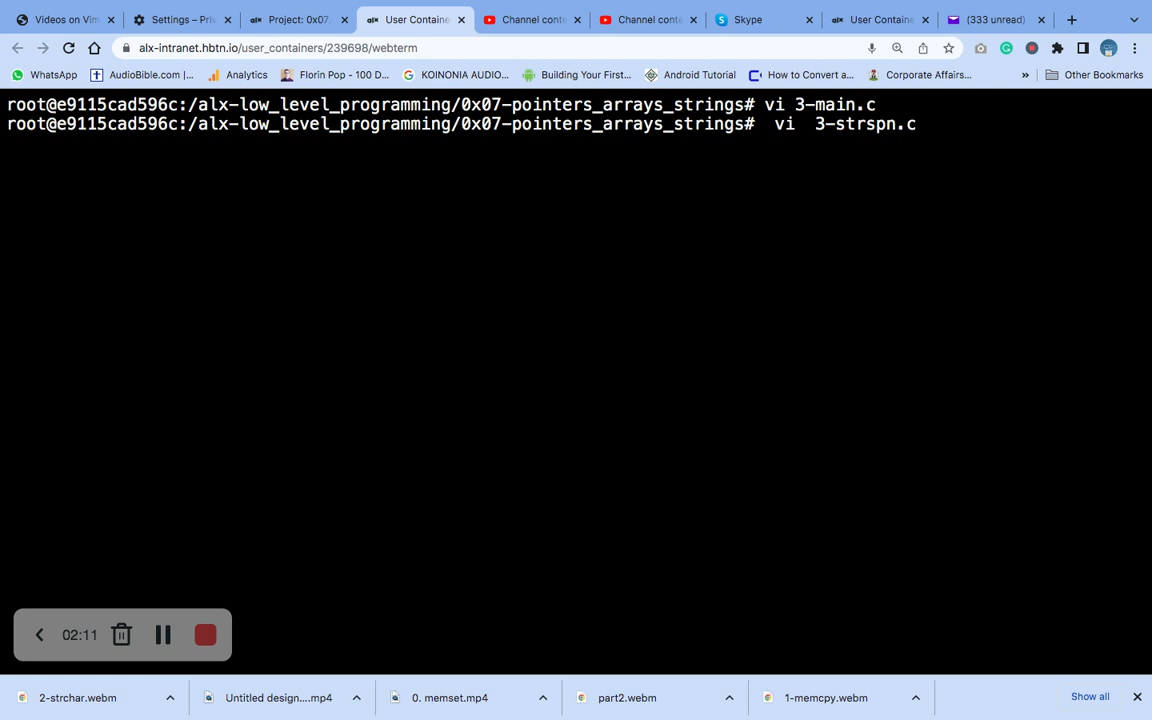 Videos on Vim
Settings – Priv
Project: 0x07.
User Containe
Channel conte
Channel conte
Skype
User Containe
(333 unread)
alx-intranet.hbtn.io/user_containers/239698/webterm
WhatsApp
AudioBible.com |...
Analytics
Florin Pop - 100 D...
KOINONIA AUDIO...
Building Your First...
Android Tutorial
How to Convert a...
Corporate Affairs...
»
Other Bookmarks
root@e9115cad596c:/alx-low_level_programming/0x07-pointers_arrays_strings# vi 3-main.c
root@e9115cad596c:/alx-low_level_programming/0x07-pointers_arrays_strings#  vi  3-strspn.c
02:11
2-strchar.webm
Untitled design....mp4
0. memset.mp4
part2.webm
1-memcpy.webm
Show all